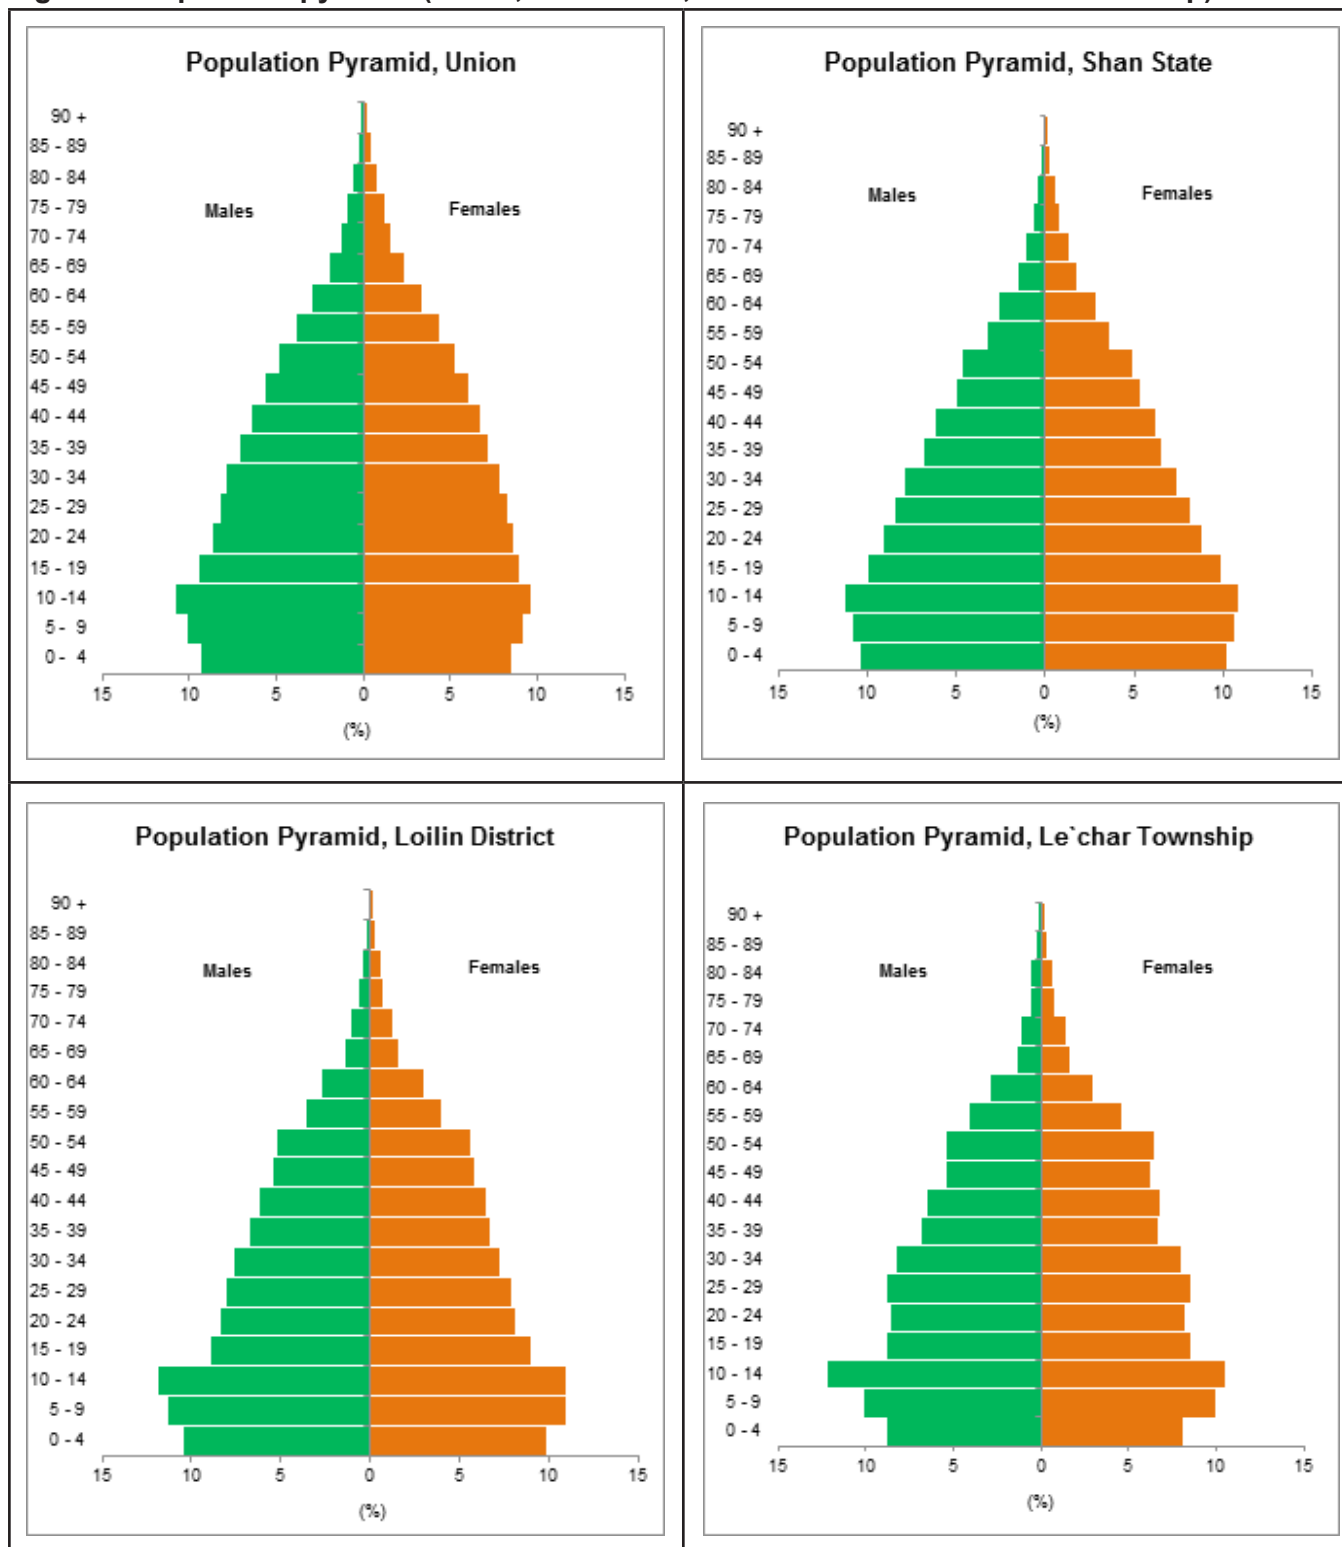 Population Pyramid, Union
90 +
85 - 89
80 - 84
75 - 79
70 - 74
65 - 69
60 - 64
55 - 59
50 - 54
45 - 49
40 - 44
35 - 39
30 - 34
25 - 29
20 - 24
15 - 19
10 -14
5 - 9
0 - 4
Males
Females
15 10 5 0 5 10 15
(%)
Population Pyramid, Shan State
90 +
85 - 89
80 - 84
75 - 79
70 - 74
65 - 69
60 - 64
55 - 59
50 - 54
45 - 49
40 - 44
35 - 39
30 - 34
25 - 29
20 - 24
15 - 19
10 - 14
5 - 9
0 - 4
Males
Females
15 10 5 0 5 10 15
(%)
Population Pyramid, Loilin District
90 +
85 - 89
80 - 84
75 - 79
70 - 74
65 - 69
60 - 64
55 - 59
50 - 54
45 - 49
40 - 44
35 - 39
30 - 34
25 - 29
20 - 24
15 - 19
10 - 14
5 - 9
0 - 4
Males
Females
15 10 5 0 5 10 15
(%)
Population Pyramid, Le`char Township
90 +
85 - 89
80 - 84
75 - 79
70 - 74
65 - 69
60 - 64
55 - 59
50 - 54
45 - 49
40 - 44
35 - 39
30 - 34
25 - 29
20 - 24
15 - 19
10 - 14
5 - 9
0 - 4
Males
Females
15 10 5 0 5 10 15
(%)